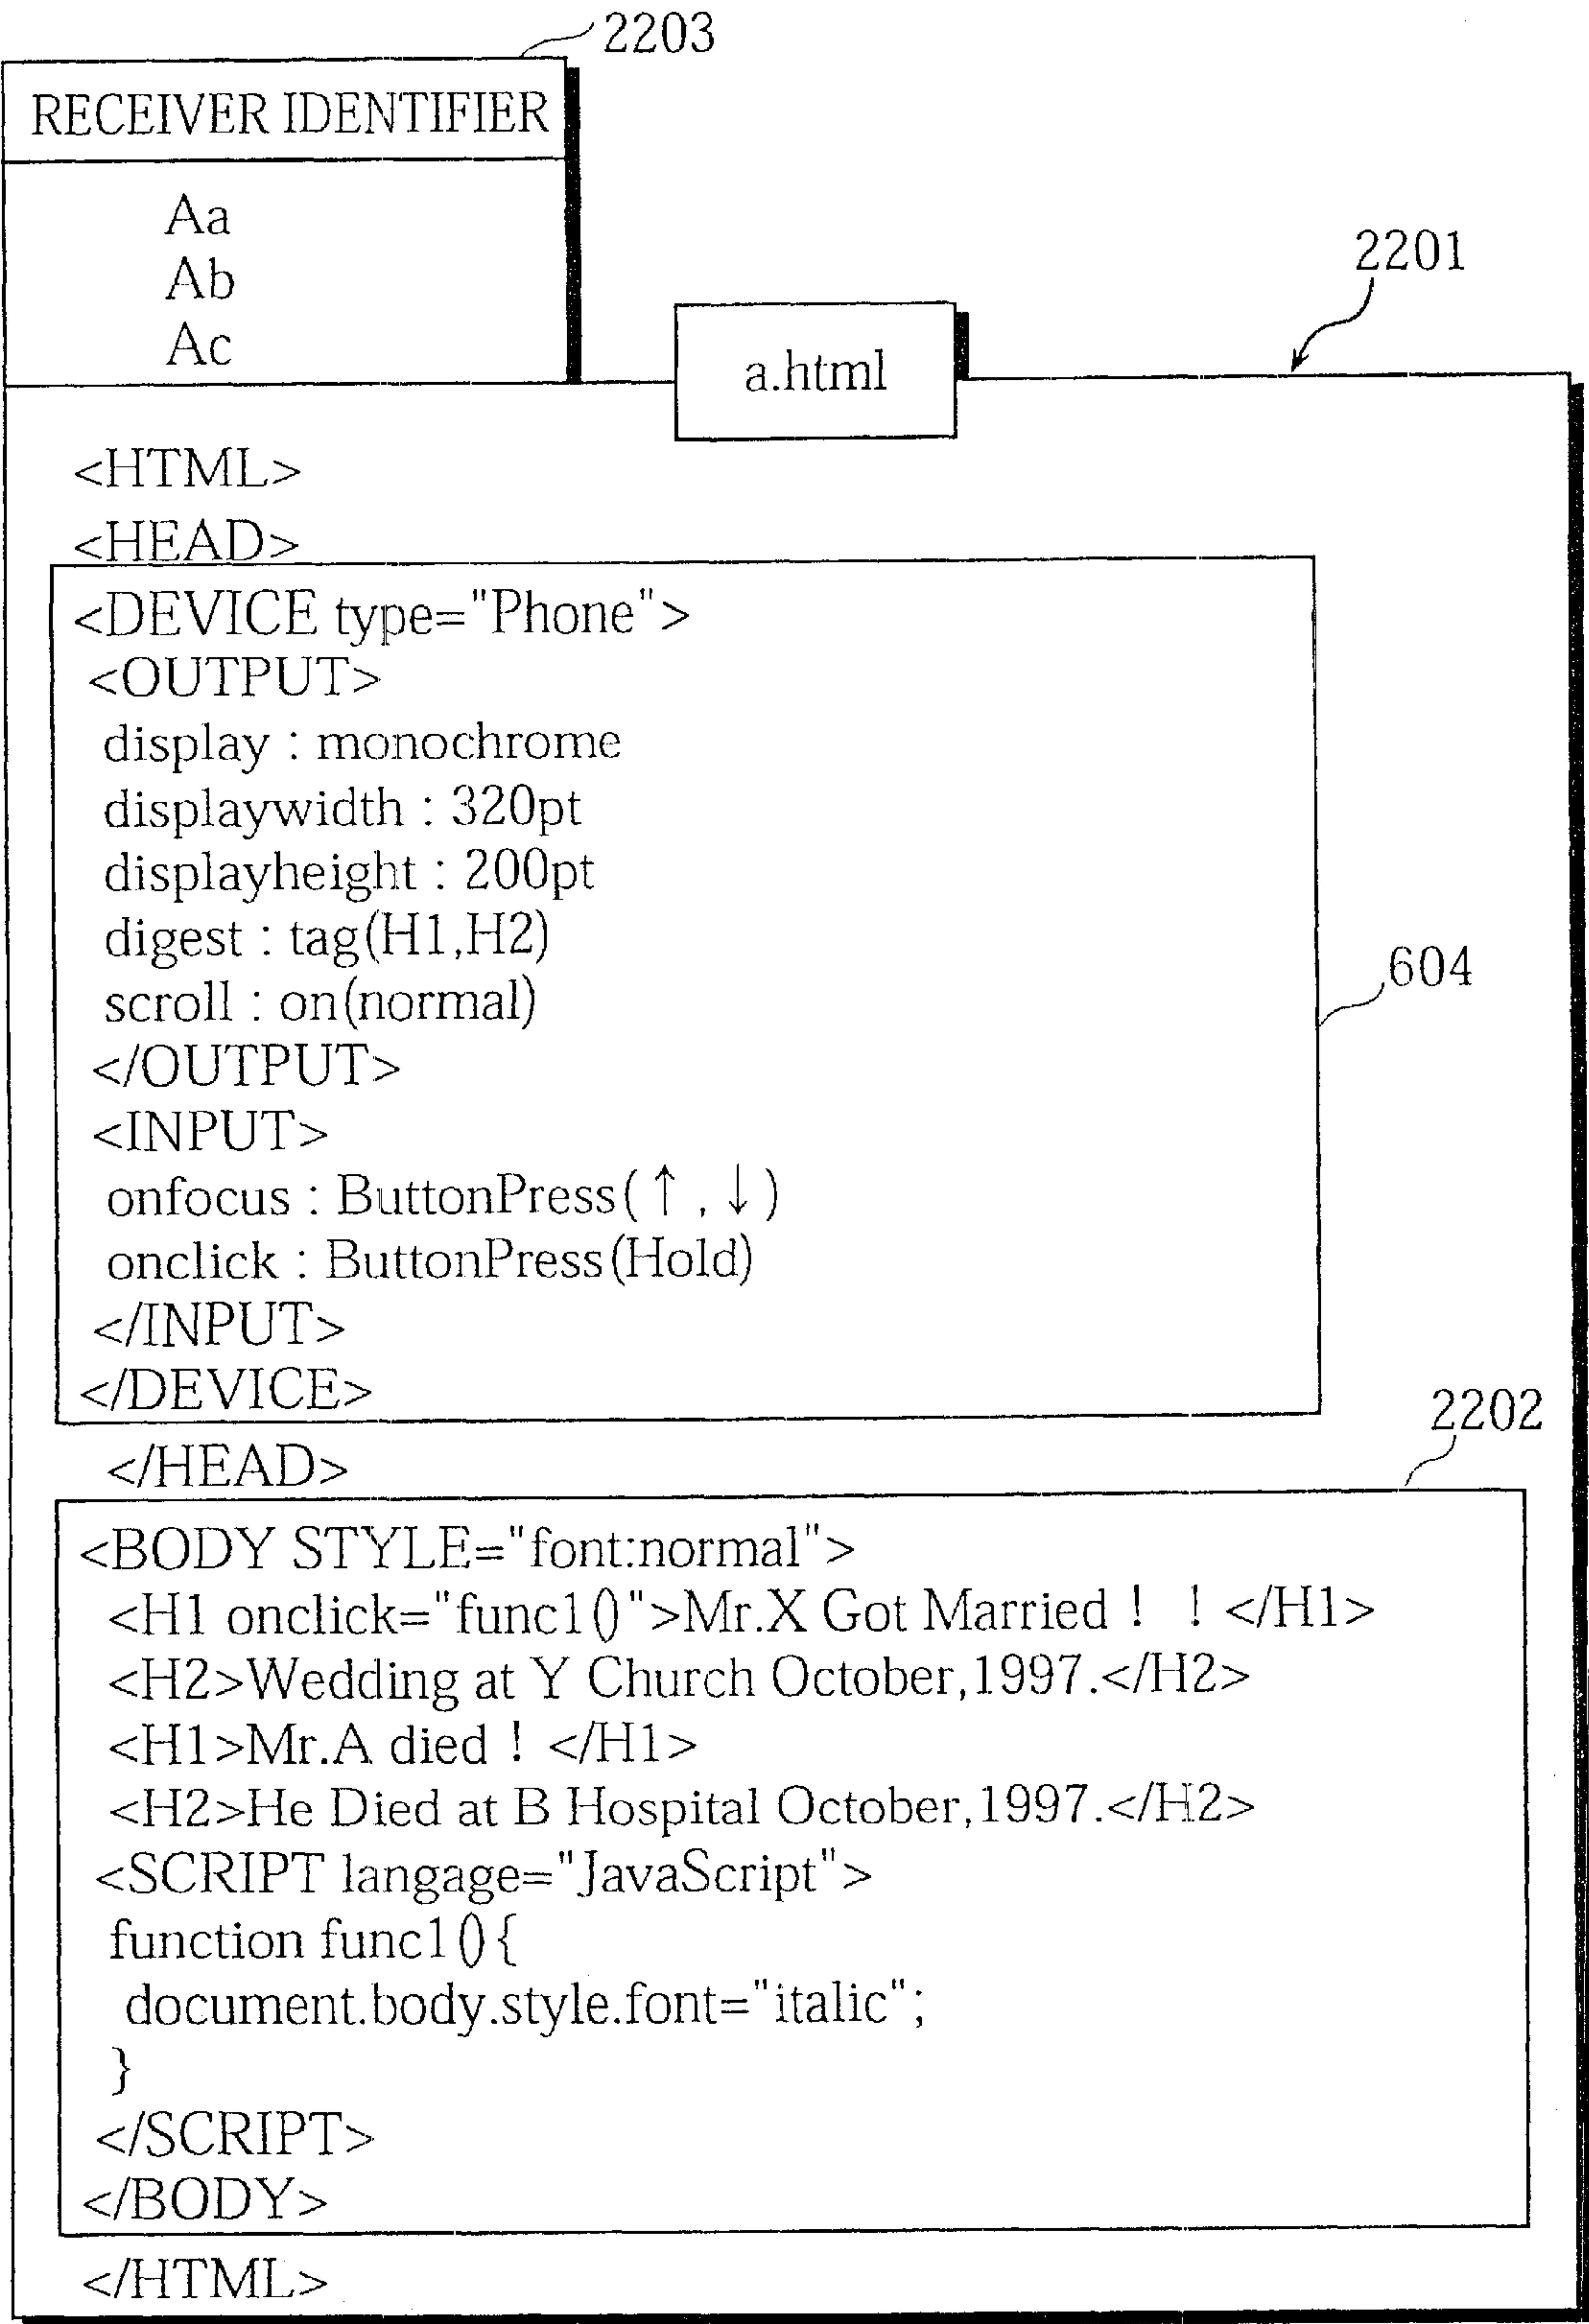 2203
RECEIVER IDENTIFIER
Aa
Ab
Ac
2201
a.html
<HTML>
<HEAD>
<DEVICE type="Phone">
<OUTPUT>
display : monochrome
displaywidth : 320pt
displayheight : 200pt
digest : tag(H1,H2)
scroll : on(normal)
</OUTPUT>
<INPUT>
onfocus : ButtonPress(↑,↓)
onclick : ButtonPress(Hold)
</INPUT>
</DEVICE>
604
</HEAD>
2202
<BODY STYLE="font:normal">
<H1 onclick="func1()">Mr.X Got Married ! ! </H1>
<H2>Wedding at Y Church October,1997.</H2>
<H1>Mr.A died ! </H1>
<H2>He Died at B Hospital October,1997.</H2>
<SCRIPT langage="JavaScript">
function func1(){
document.body.style.font="italic";
}
</SCRIPT>
</BODY>
</HTML>